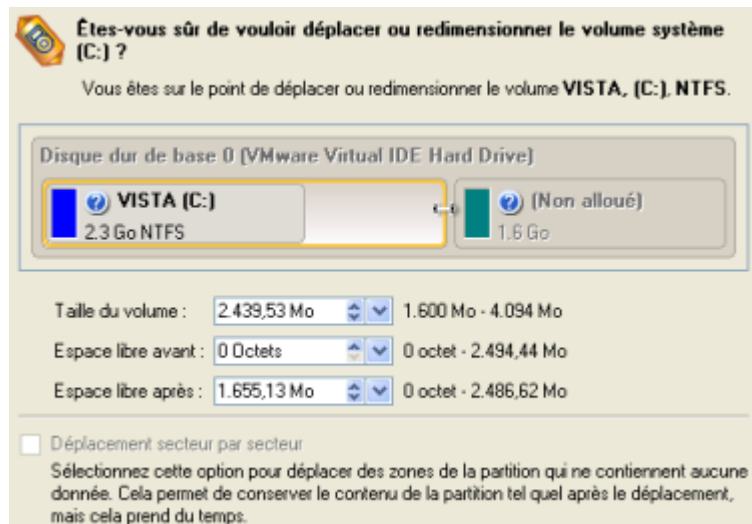 Êtes-vous sûr de vouloir déplacer ou redimensionner le volume système
(C:) ?
Vous êtes sur le point de déplacer ou redimensionner le volume VISTA, (C:), NTFS.
Disque dur de base 0 (VMware Virtual IDE Hard Drive)
VISTA (C:)
2.3 Go NTFS
(Non alloué)
1.6 Go
Taille du volume : 2.439,53 Mo 1.600 Mo - 4.094 Mo
Espace libre avant : 0 Octets 0 octet - 2.494,44 Mo
Espace libre après : 1.655,13 Mo 0 octet - 2.486,62 Mo
Déplacement secteur par secteur
Sélectionnez cette option pour déplacer des zones de la partition qui ne contiennent aucune
donnée. Cela permet de conserver le contenu de la partition tel quel après le déplacement,
mais cela prend du temps.